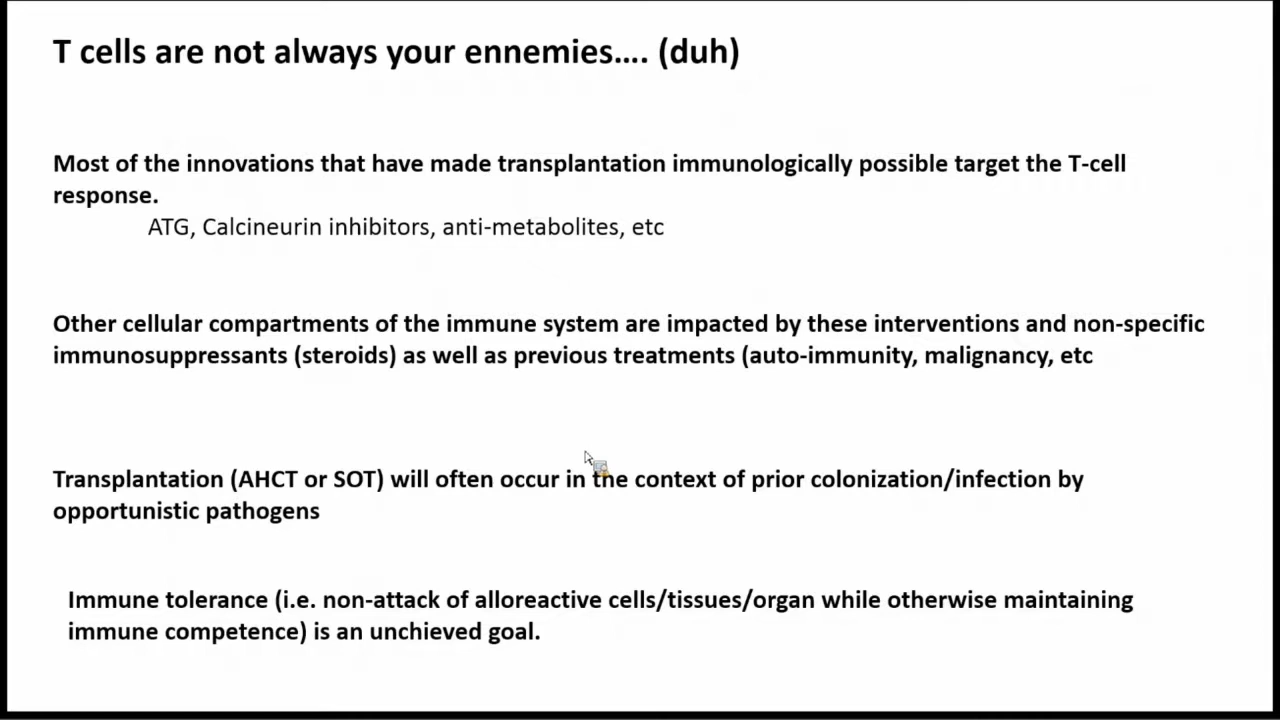 T cells are not always your ennemies.... (duh)
Most of the innovations that have made transplantation immunologically possible target the T-cell
response.
ATG, Calcineurin inhibitors, anti-metabolites, etc
Other cellular compartments of the immune system are impacted by these interventions and non-specific
immunosuppressants (steroids) as well as previous treatments (auto-immunity, malignancy, etc
Transplantation (AHCT or SOT) will often occur in the context of prior colonization/infection by
opportunistic pathogens
Immune tolerance (i.e. non-attack of alloreactive cells/tissues/organ while otherwise maintaining
immune competence) is an unchieved goal.